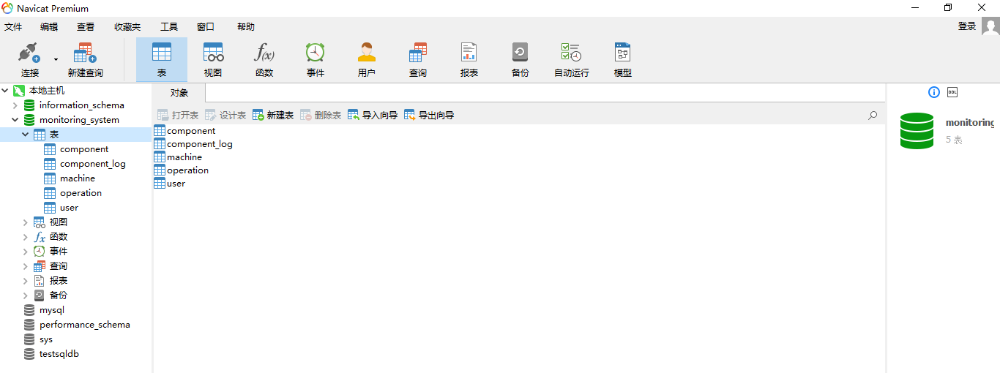 Navicat Premium
文件 编辑 查看 收藏夹 工具 窗口 帮助 登录
连接 新建查询 表 视图 函数 事件 用户 查询 报表 备份 自动运行 模型
本地主机
information_schema
monitoring_system
表
component
component_log
machine
operation
user
视图
函数
事件
查询
报表
备份
mysql
performance_schema
sys
testsqldb
对象
打开表 设计表 新建表 删除表 导入向导 导出向导
component
component_log
machine
operation
user
DDL
monitoring
5 表